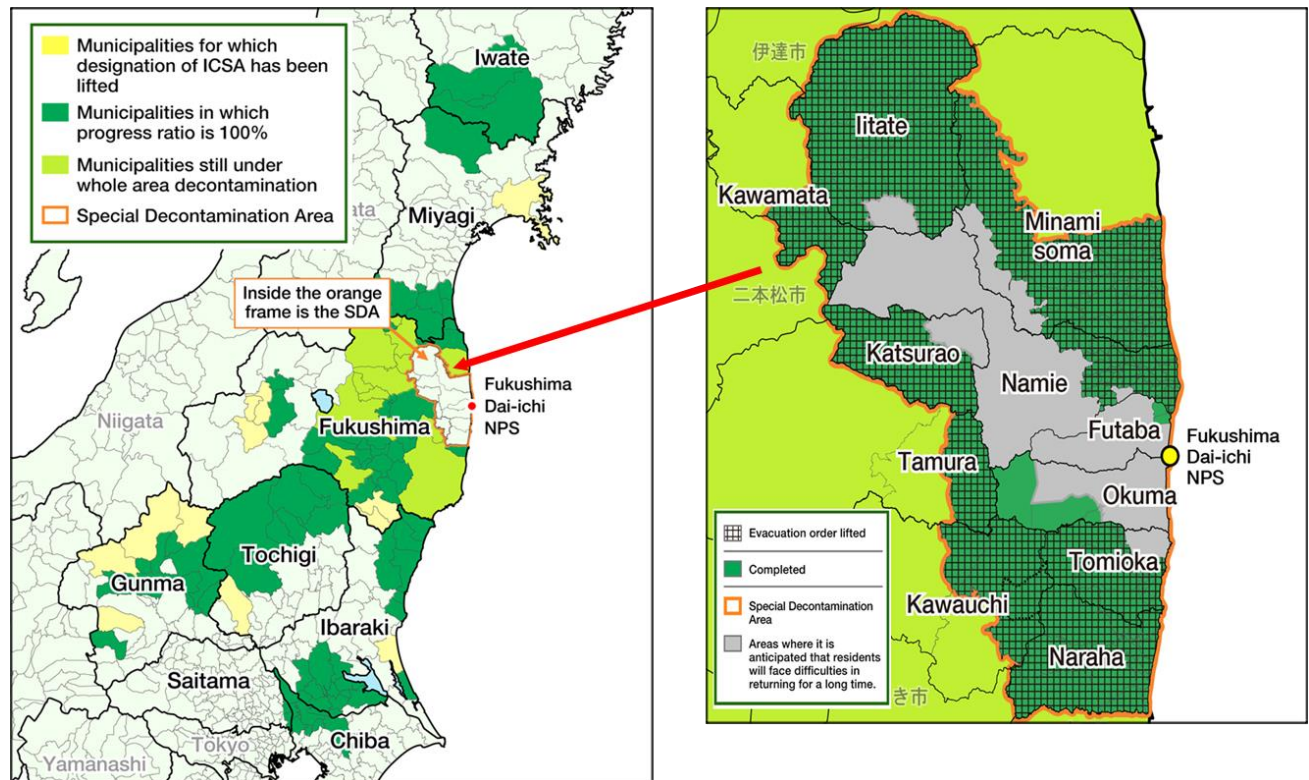 Municipalities for which
designation of ICSA has been
lifted
Municipalities in which
progress ratio is 100%
Municipalities still under
whole area decontamination
Special Decontamination Area
Iwate
Miyagi
Inside the orange
frame is the SDA
Fukushima
Dai-ichi
NPS
Niigata
Fukushima
Tochigi
Gunma
Ibaraki
Saitama
Tokyo
Chiba
Yamanashi
伊達市
Iitate
Kawamata
Minami
soma
二本松市
Katsurao
Namie
Futaba
Fukushima
Dai-ichi
NPS
Tamura
Okuma
Tomioka
Kawauchi
Naraha
き市
Evacuation order lifted
Completed
Special Decontamination
Area
Areas where it is
anticipated that residents
will face difficulties in
returning for a long time.